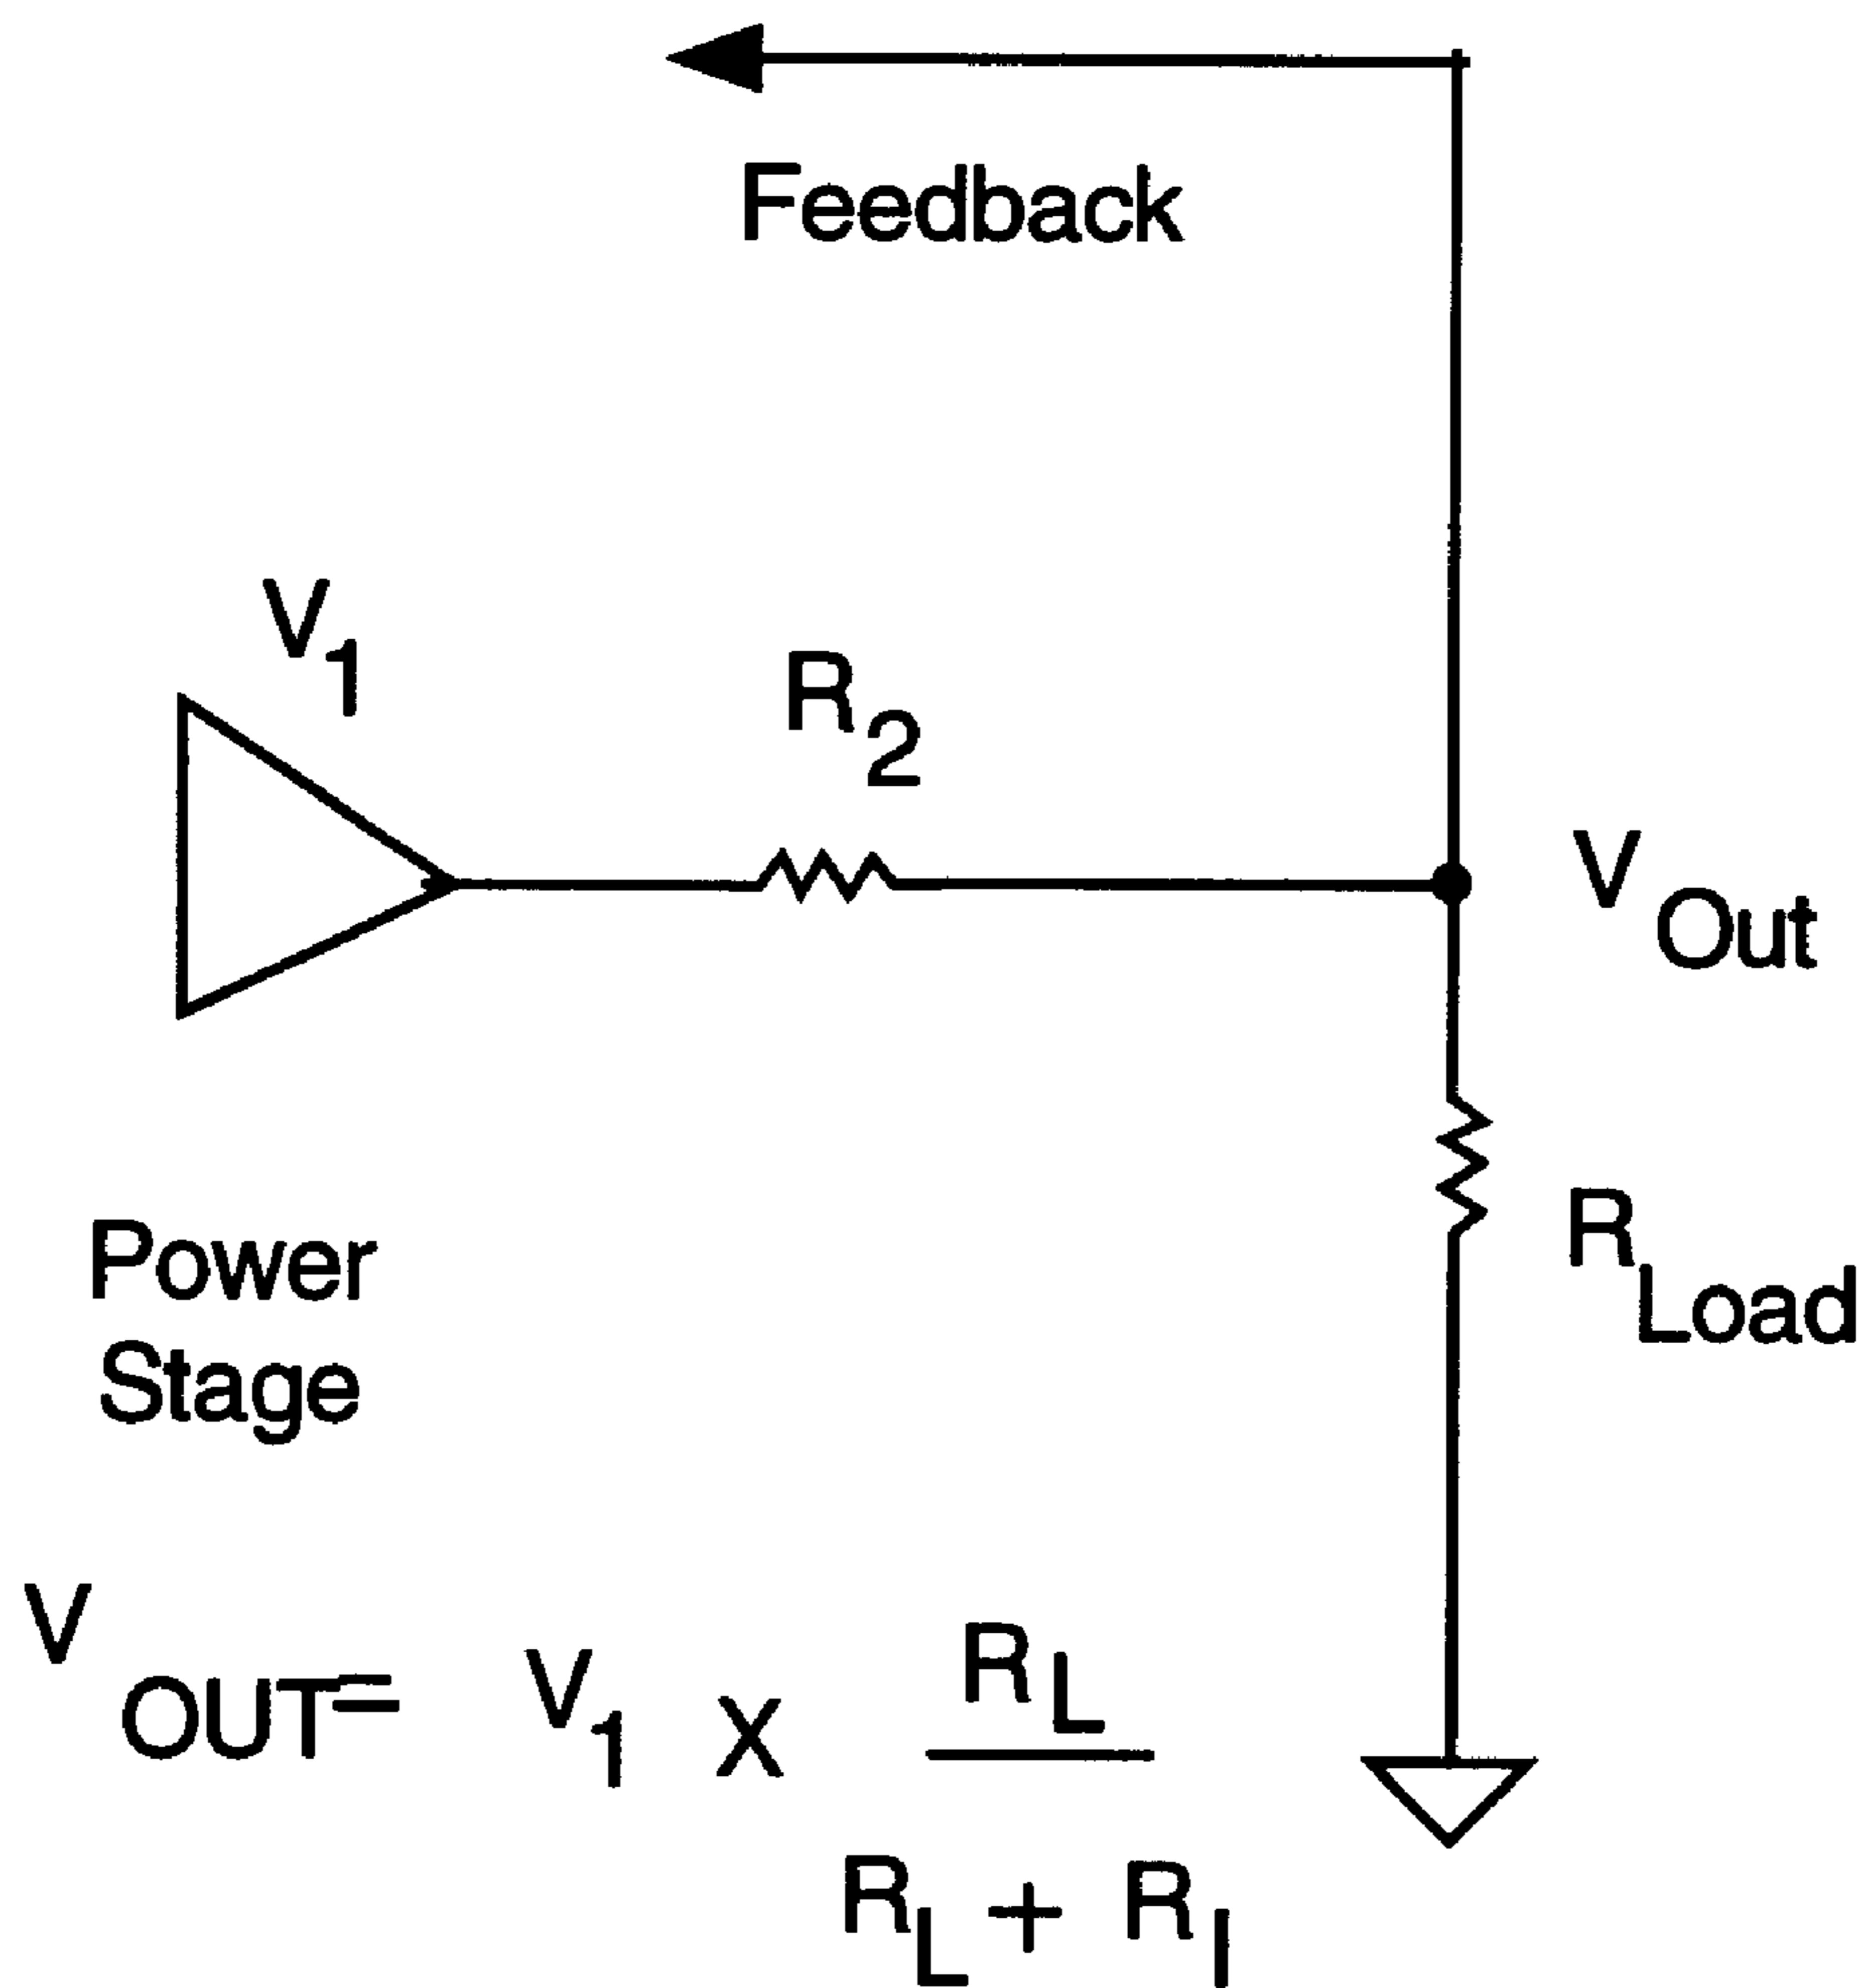 Feedback
V1
R2
VOut
RLoad
Power
Stage
VOUT= V1 X RL
RL + RI